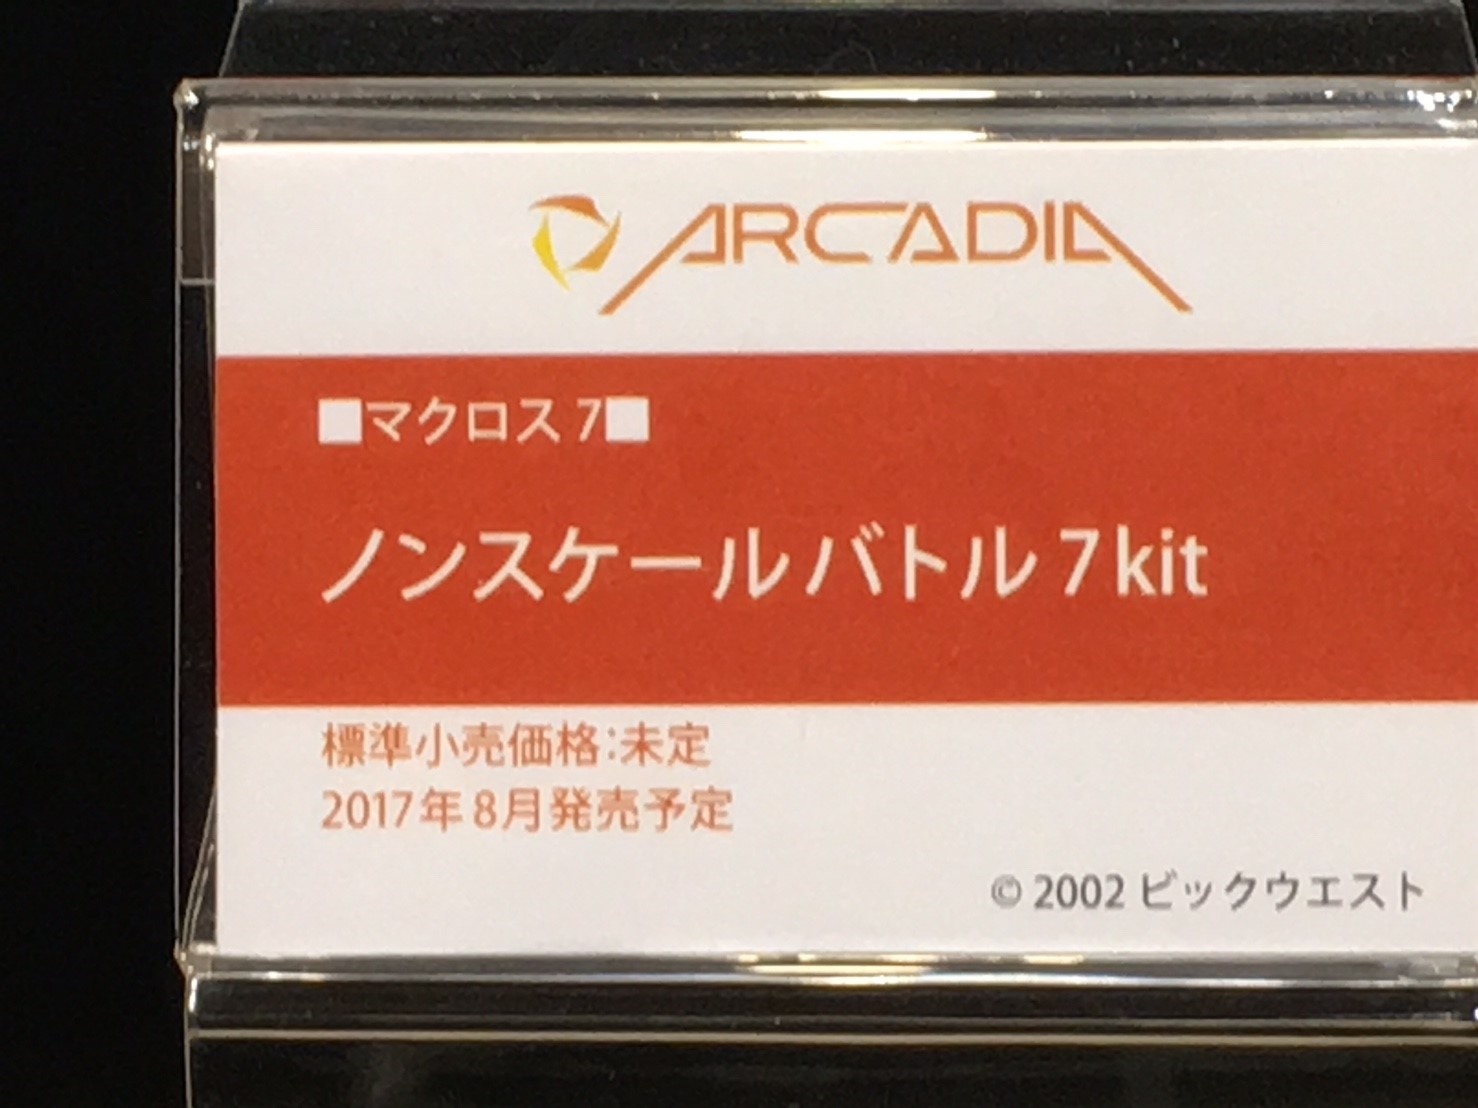 ARCADIA
■マクロス 7■
ノンスケールバトル 7 kit
標準小売価格:未定
2017年 8月発売予定
© 2002 ビックウエスト